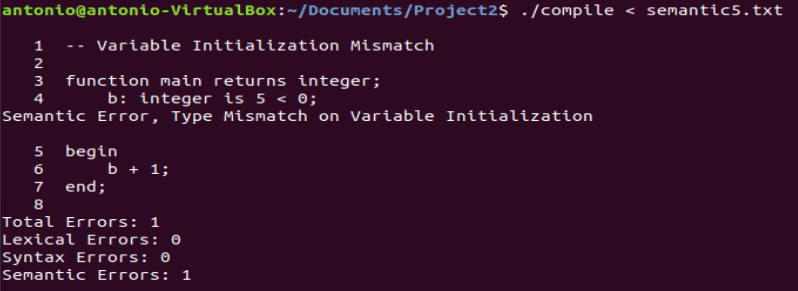 antonio@antonio-VirtualBox:~/Documents/Project2$ ./compile < semantic5.txt
1 -- Variable Initialization Mismatch
2
3 function main returns integer;
4 b: integer is 5 < 0;
Semantic Error, Type Mismatch on Variable Initialization
5 begin
6 b + 1;
7 end;
8
Total Errors: 1
Lexical Errors: 0
Syntax Errors: 0
Semantic Errors: 1